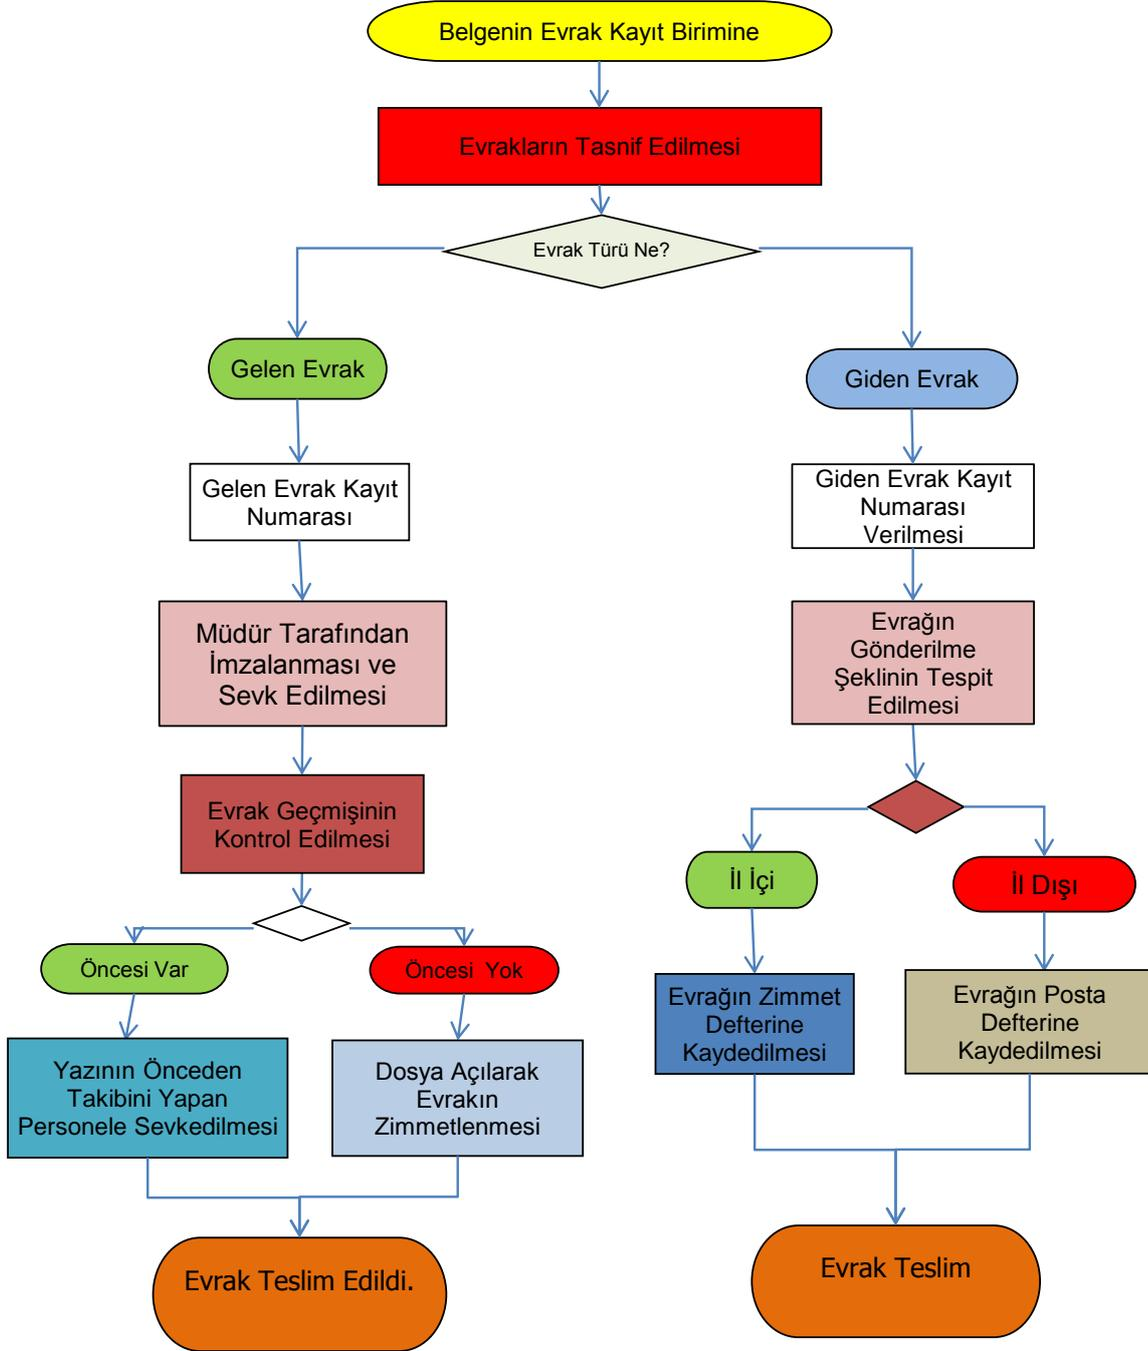 Belgenin Evrak Kayıt Birimine
Evrakların Tasnif Edilmesi
Evrak Türü Ne?
Gelen Evrak
Giden Evrak
Gelen Evrak Kayıt
Numarası
Giden Evrak Kayıt
Numarası
Verilmesi
Müdür Tarafından
İmzalanması ve
Sevk Edilmesi
Evrağın
Gönderilme
Şeklinin Tespit
Edilmesi
Evrak Geçmişinin
Kontrol Edilmesi
İl İçi
İl Dışı
Öncesi Var
Öncesi Yok
Evrağın Zimmet
Defterine
Kaydedilmesi
Evrağın Posta
Defterine
Kaydedilmesi
Yazının Önceden
Takibini Yapan
Personele Sevkedilmesi
Dosya Açılarak
Evrakın
Zimmetlenmesi
Evrak Teslim Edildi.
Evrak Teslim